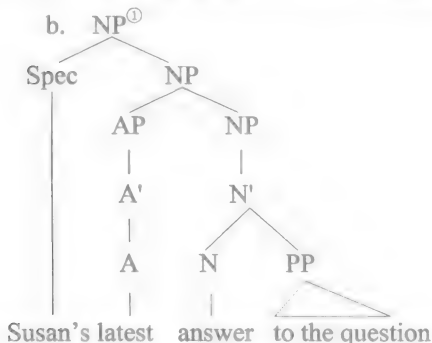 b. NP①
Spec NP
AP NP
A' N'
A N PP
Susan's latest answer to the question